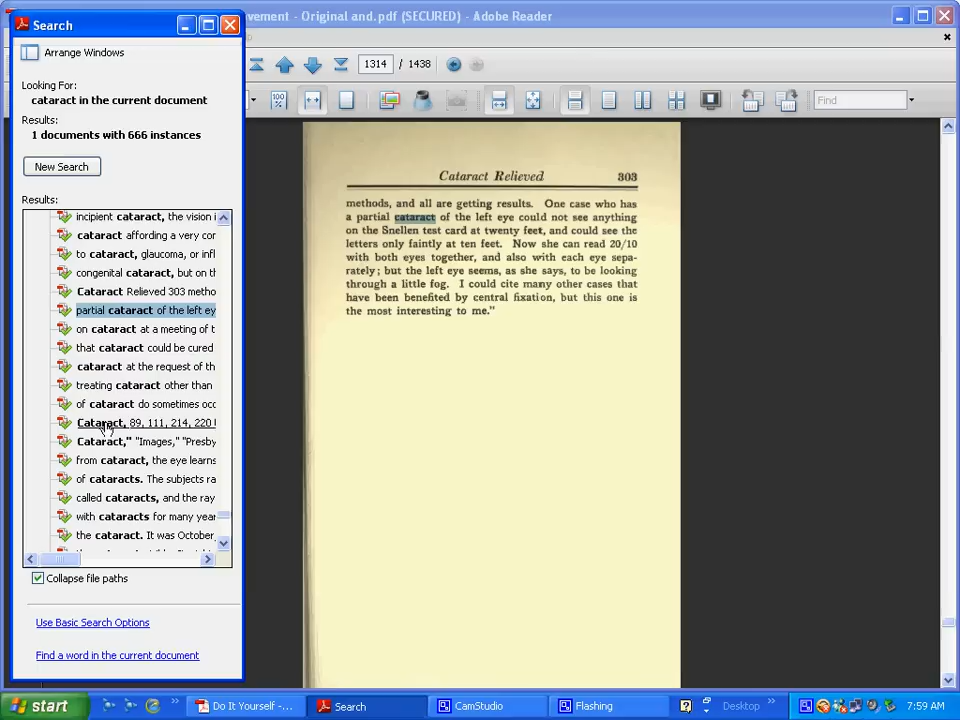 Search
vement - Original and.pdf (SECURED) - Adobe Reader
Arrange Windows
1314 / 1438
Looking For:
cataract in the current document
Results:
1 documents with 666 instances
100 %
Find
New Search
Results:
incipient cataract, the vision i
cataract affording a very cor
to cataract, glaucoma, or infl
congenital cataract, but on th
Cataract Relieved 303 metho
partial cataract of the left ey
on cataract at a meeting of t
that cataract could be cured
cataract at the request of th
treating cataract other than
of cataract do sometimes occ
Cataract, 89, 111, 214, 220
Cataract," "Images," "Presby
from cataract, the eye learns
of cataracts. The subjects ra
called cataracts, and the ray
with cataracts for many year
the cataract. It was October,
Collapse file paths
Use Basic Search Options
Find a word in the current document
Cataract Relieved 303
methods, and all are getting results. One case who has
a partial cataract of the left eye could not see anything
on the Snellen test card at twenty feet, and could see the
letters only faintly at ten feet. Now she can read 20/10
with both eyes together, and also with each eye sepa-
rately; but the left eye seems, as she says, to be looking
through a little fog. I could cite many other cases that
have been benefited by central fixation, but this one is
the most interesting to me."
start
Do It Yourself -...
Search
CamStudio
Flashing
Desktop
7:59 AM